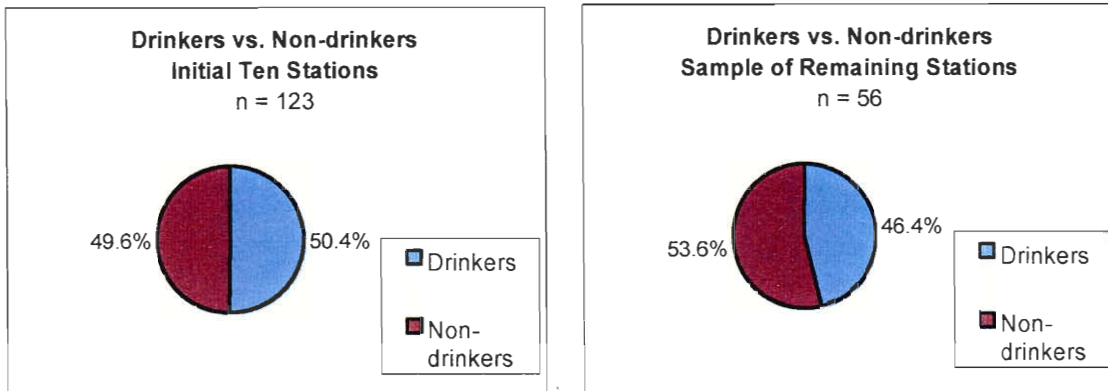 Drinkers vs. Non-drinkers
Initial Ten Stations
n = 123
49.6%
50.4%
Drinkers
Non-
drinkers
Drinkers vs. Non-drinkers
Sample of Remaining Stations
n = 56
53.6%
46.4%
Drinkers
Non-
drinkers